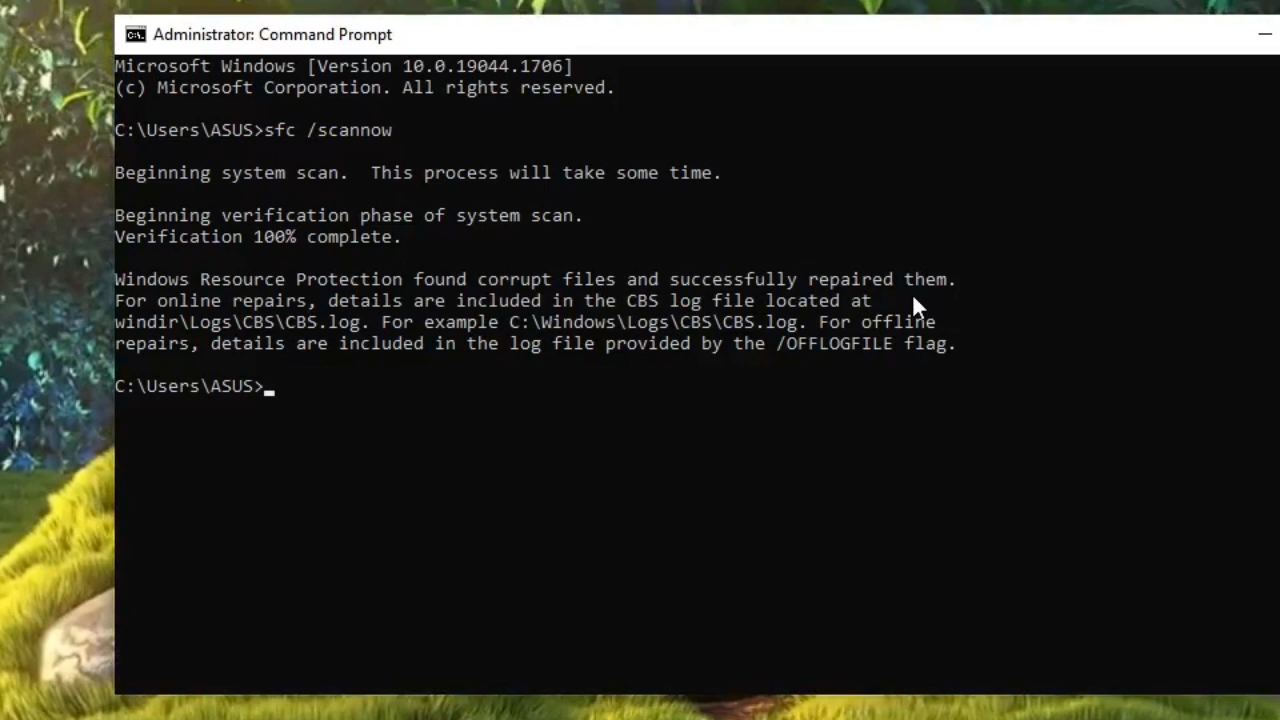 Administrator: Command Prompt
Microsoft Windows [Version 10.0.19044.1706]
(c) Microsoft Corporation. All rights reserved.
C:\Users\ASUS>sfc /scannow
Beginning system scan.  This process will take some time.
Beginning verification phase of system scan.
Verification 100% complete.
Windows Resource Protection found corrupt files and successfully repaired them.
For online repairs, details are included in the CBS log file located at
windir\Logs\CBS\CBS.log. For example C:\Windows\Logs\CBS\CBS.log. For offline
repairs, details are included in the log file provided by the /OFFLOGFILE flag.
C:\Users\ASUS>